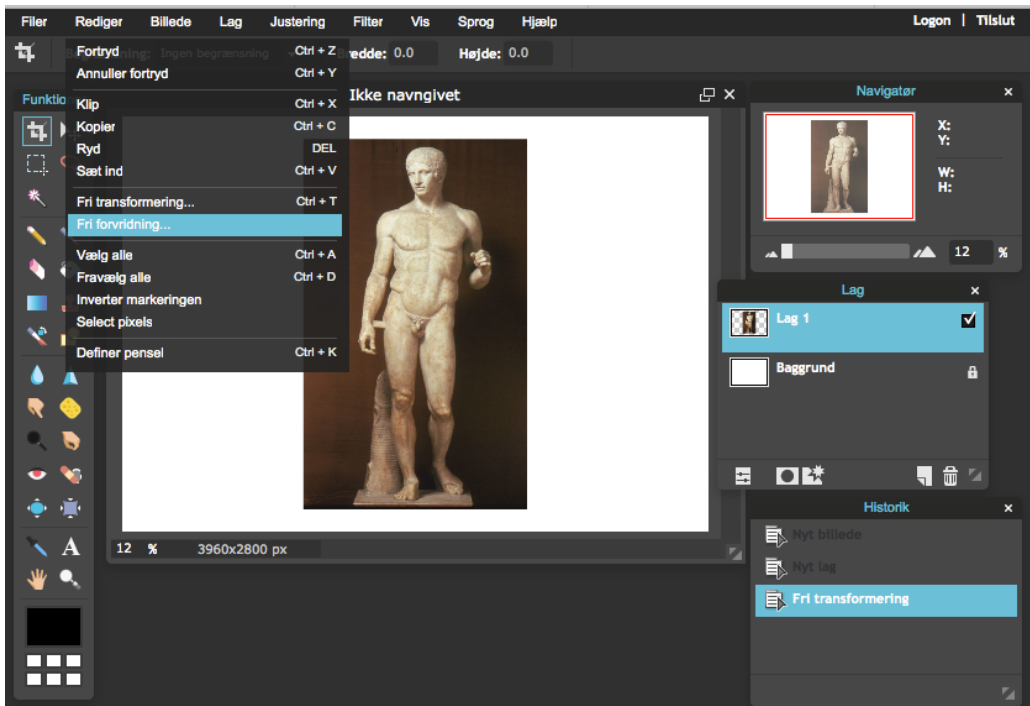 Filer Rediger Billede Lag Justering Filter Vis Sprog Hjælp Logon | Tilslut
Ingen begrænsning Bredde: 0.0 Højde: 0.0
Fortryd Ctrl + Z
Annuller fortryd Ctrl + Y
Klip Ctrl + X
Kopier Ctrl + C
Ryd DEL
Sæt ind Ctrl + V
Fri transformering... Ctrl + T
Fri forvridning...
Vælg alle Ctrl + A
Fravælg alle Ctrl + D
Inverter markeringen
Select pixels
Definer pensel Ctrl + K
Funktio
Ikke navngivet
12 % 3960x2800 px
A
Navigatør
X:
Y:
W:
H:
12 %
Lag
Lag 1
Baggrund
Historik
Nyt billede
Nyt lag
Fri transformering